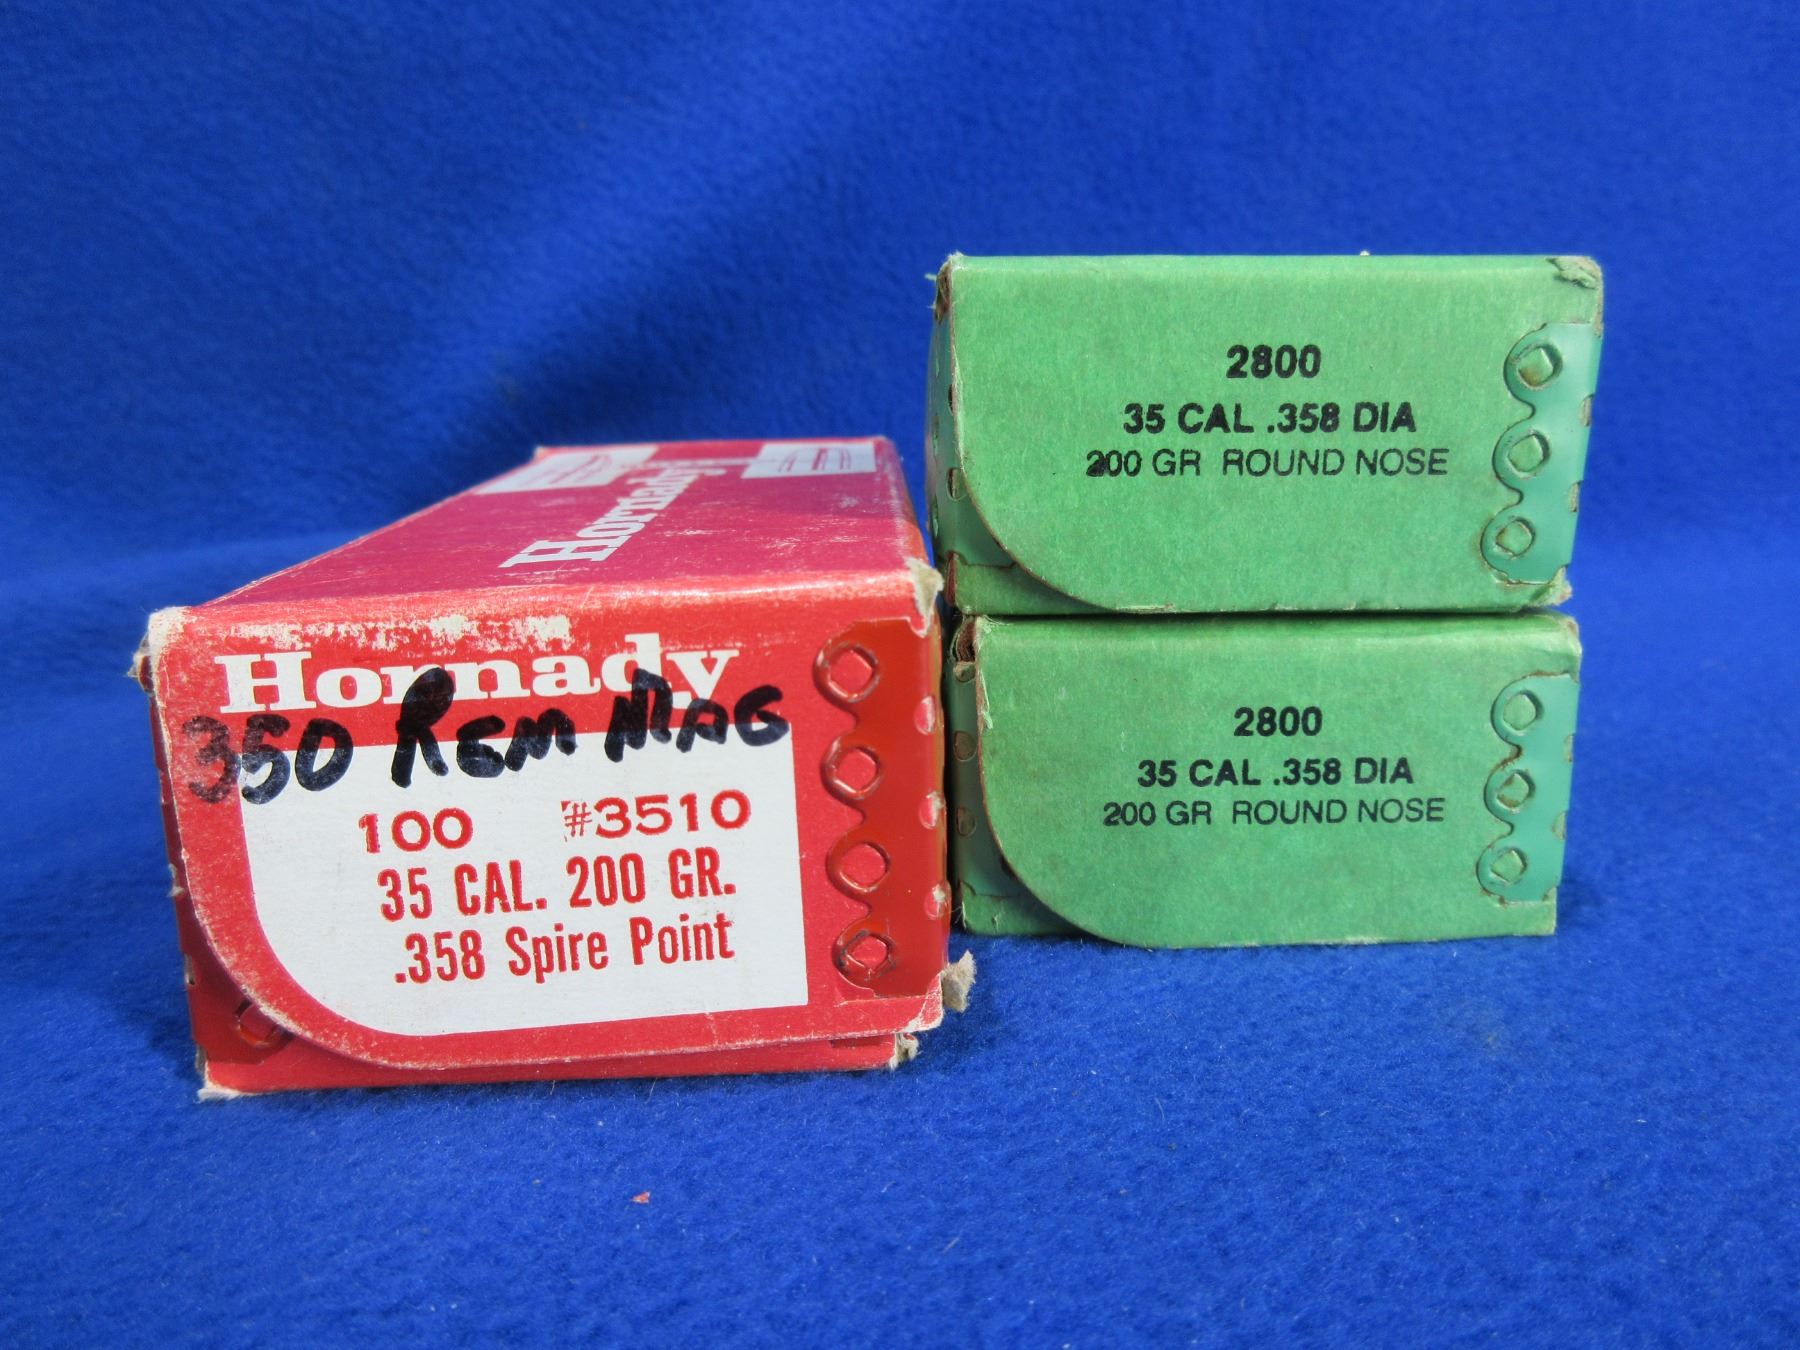 Hornady
Hornady
350 REM MAG
100 #3510
35 CAL. 200 GR.
.358 Spire Point
2800
35 CAL .358 DIA
200 GR ROUND NOSE
2800
35 CAL .358 DIA
200 GR ROUND NOSE